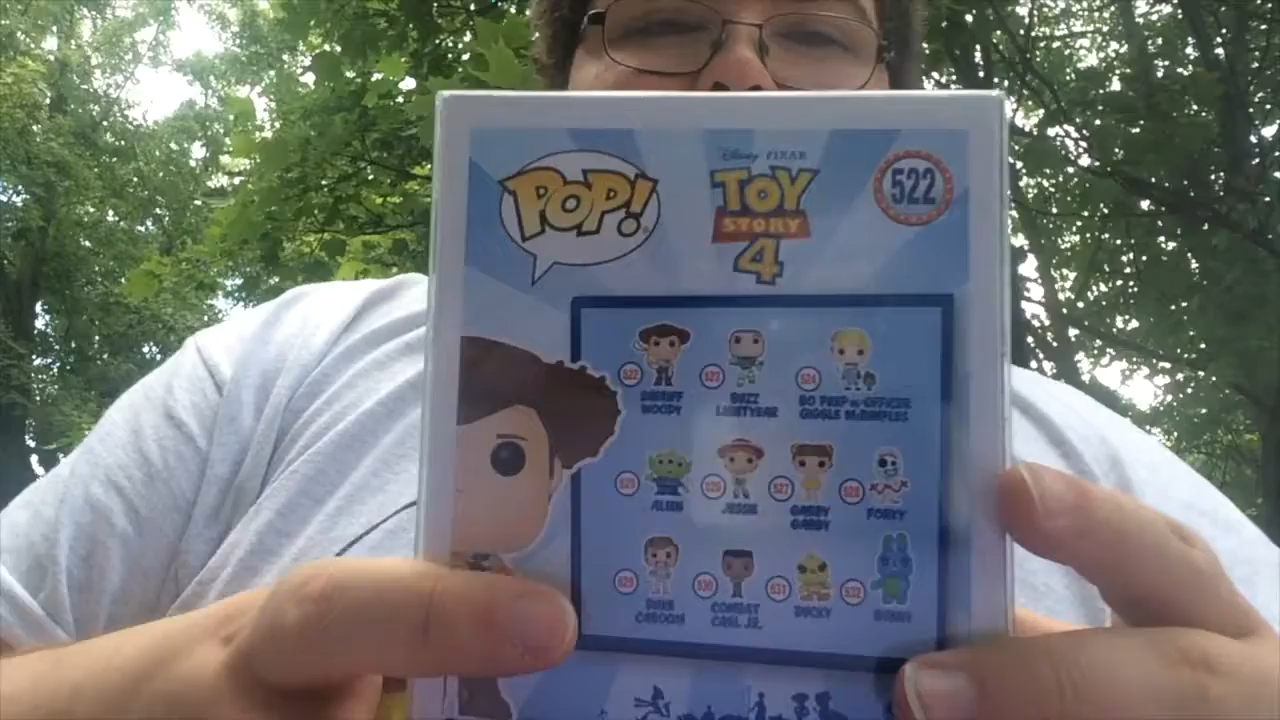 POP!
Disney PIXAR
TOY
STORY
4
522
522
SHERIFF
WOODY
523
BUZZ
LIGHTYEAR
524
BO PEEP w/OFFICER
GIGGLE McDIMPLES
525
ALIEN
526
JESSIE
527
GABBY
GABBY
528
FORKY
529
DUKE
CABOOM
530
COMBAT
CARL JR.
531
DUCKY
532
BUNNY